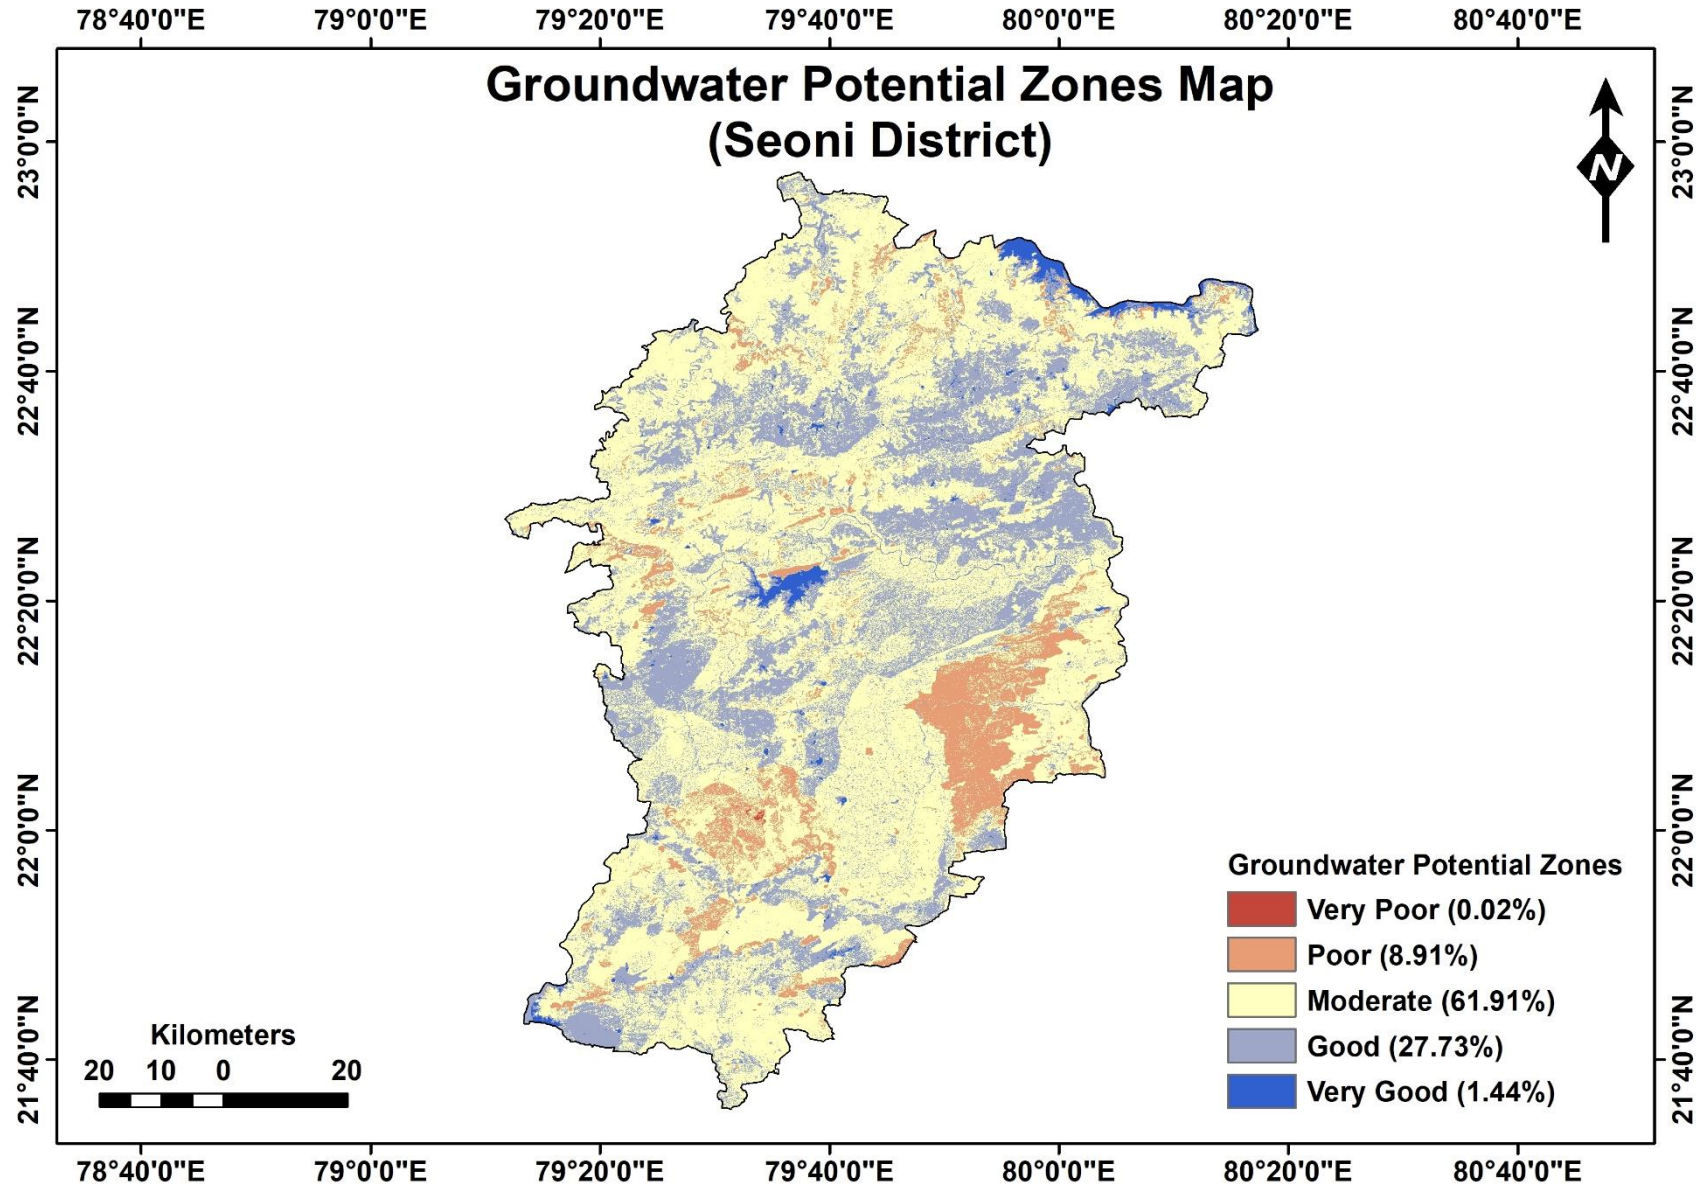 78°40'0"E 79°0'0"E 79°20'0"E 79°40'0"E 80°0'0"E 80°20'0"E 80°40'0"E
Groundwater Potential Zones Map
(Seoni District)
N
23°0'0"N
22°40'0"N
22°20'0"N
22°0'0"N
21°40'0"N
23°0'0"N
22°40'0"N
22°20'0"N
22°0'0"N
21°40'0"N
Groundwater Potential Zones
Very Poor (0.02%)
Poor (8.91%)
Moderate (61.91%)
Good (27.73%)
Very Good (1.44%)
Kilometers
20 10 0 20
78°40'0"E 79°0'0"E 79°20'0"E 79°40'0"E 80°0'0"E 80°20'0"E 80°40'0"E